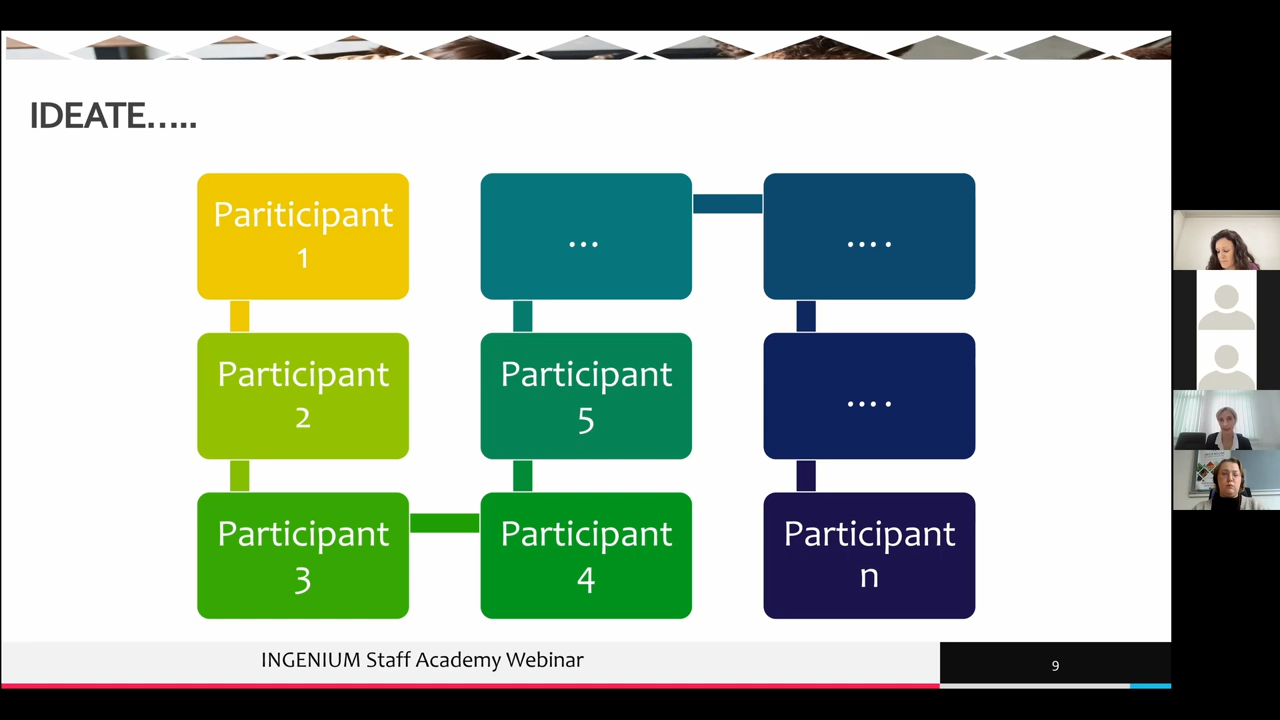 IDEATE…..
Pariticipant
1
Participant
2
Participant
3
Participant
4
Participant
5
...
....
....
Participant
n
INGENIUM Staff Academy Webinar
9